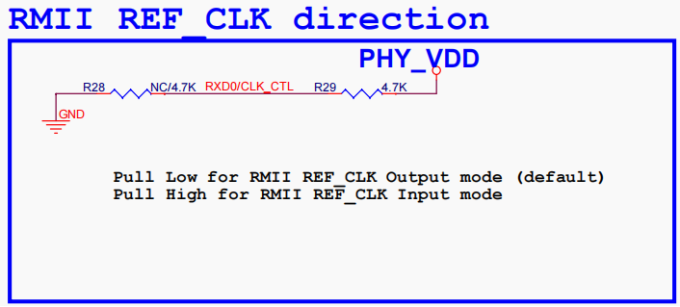 RMII REF_CLK direction
PHY_VDD
R28 NC/4.7K RXD0/CLK_CTL R29 4.7K
GND
Pull Low for RMII REF_CLK Output mode (default)
Pull High for RMII REF_CLK Input mode